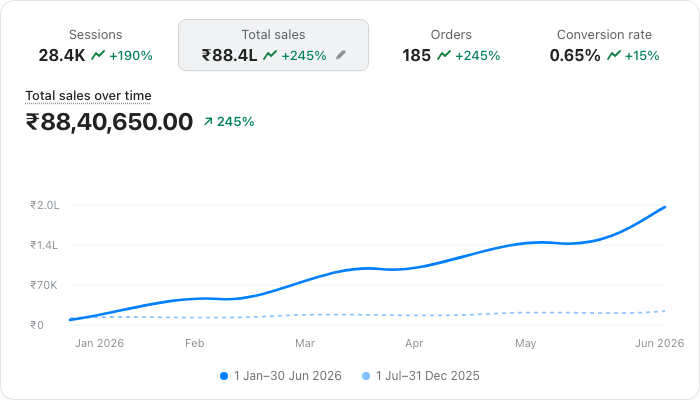 Sessions
28.4K +190%
Total sales
₹88.4L +245%
Orders
185 +245%
Conversion rate
0.65% +15%
Total sales over time
₹88,40,650.00 245%
₹2.0L
₹1.4L
₹70K
₹0
Jan 2026 Feb Mar Apr May Jun 2026
1 Jan–30 Jun 2026 1 Jul–31 Dec 2025